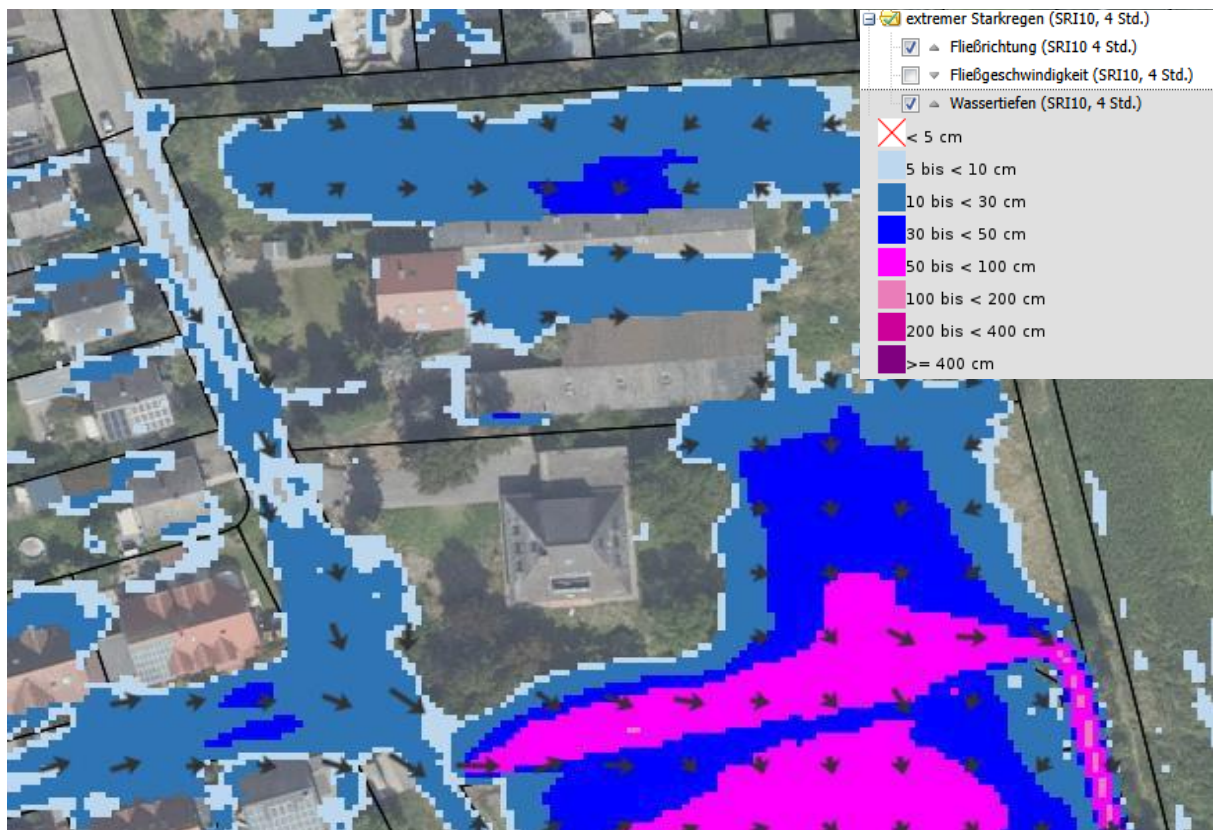 extremer Starkregen (SRI10, 4 Std.)
Fließrichtung (SRI10 4 Std.)
Fließgeschwindigkeit (SRI10, 4 Std.)
Wassertiefen (SRI10, 4 Std.)
< 5 cm
5 bis < 10 cm
10 bis < 30 cm
30 bis < 50 cm
50 bis < 100 cm
100 bis < 200 cm
200 bis < 400 cm
>= 400 cm